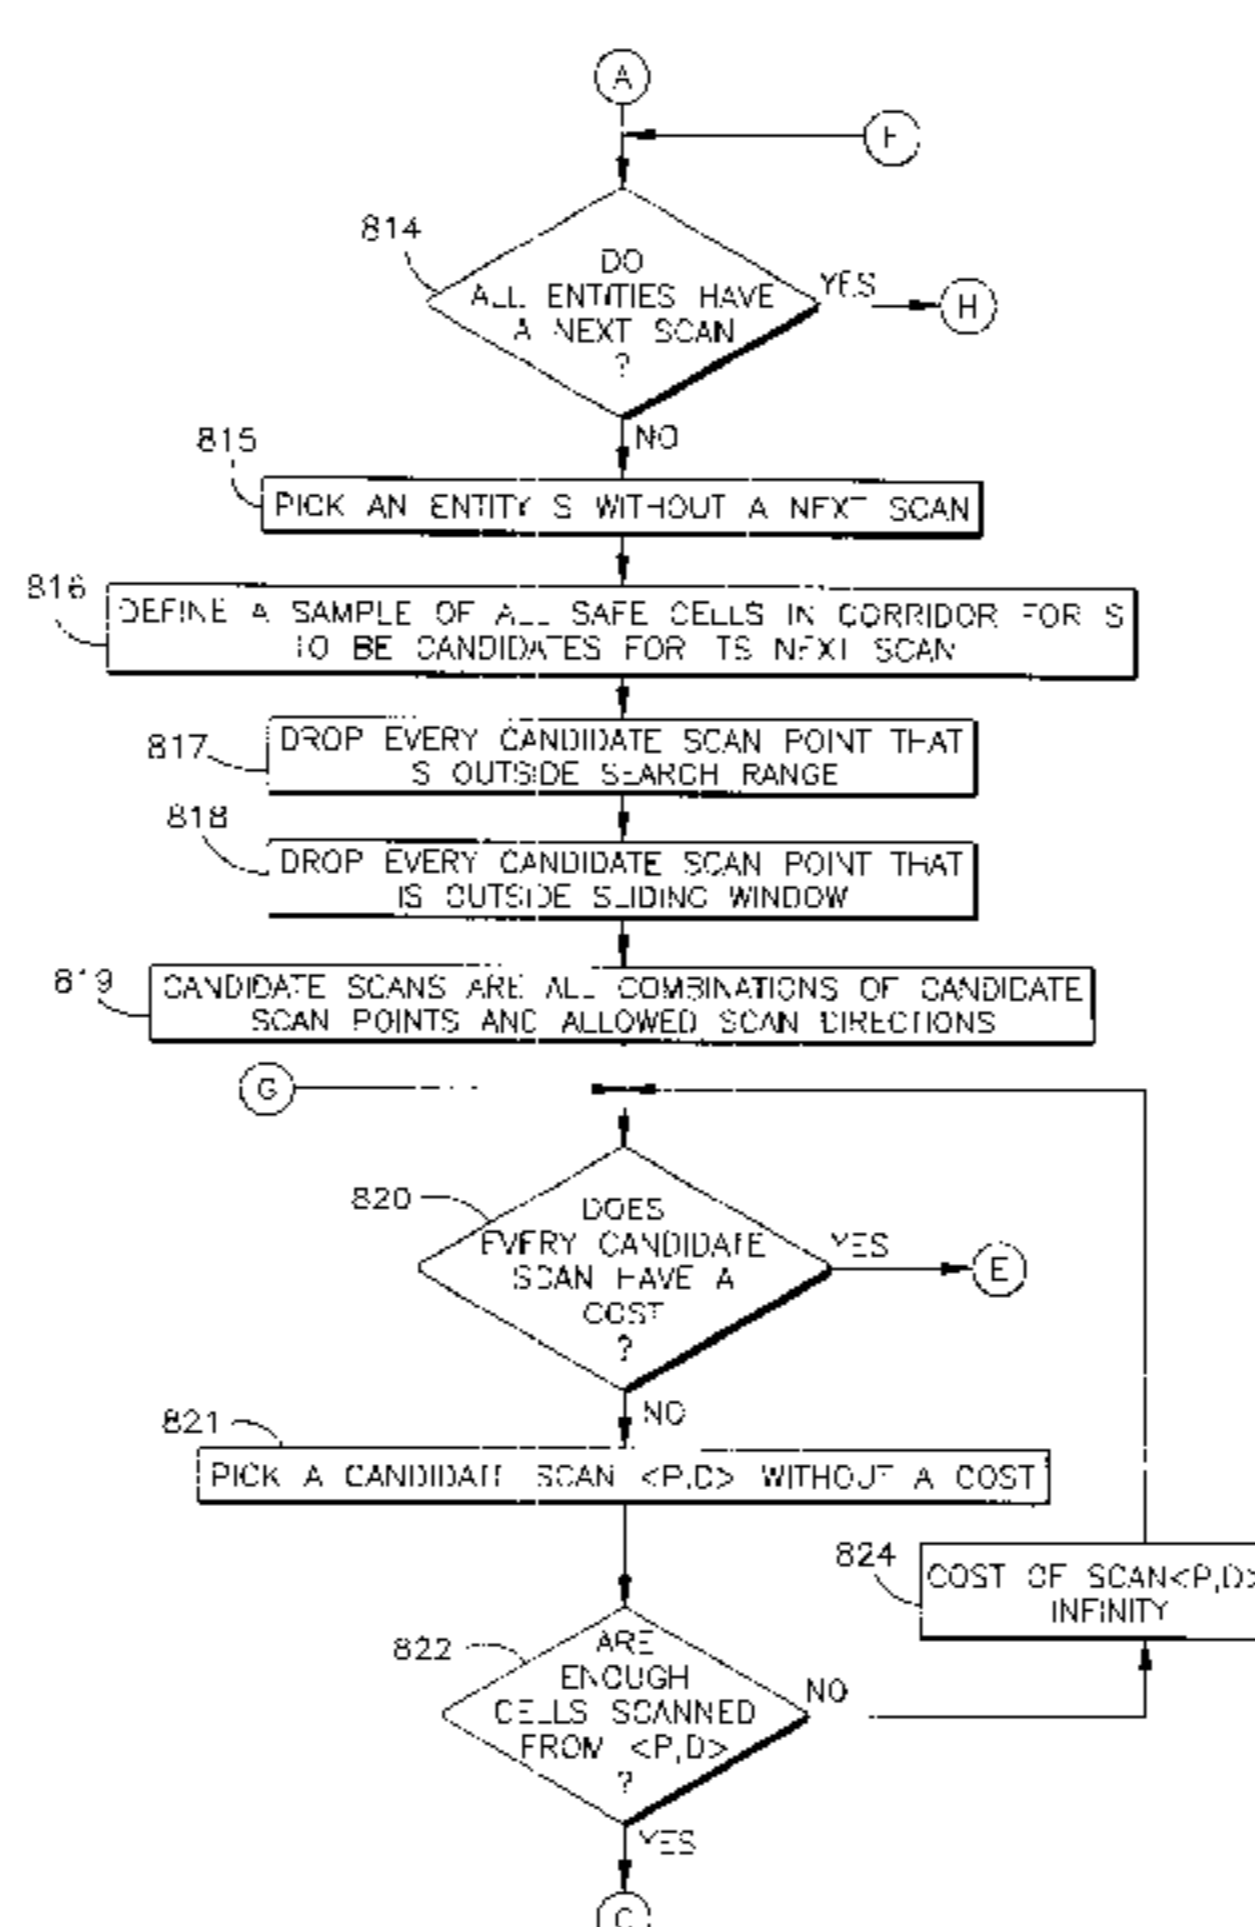 A
F
814
DO
ALL ENTITIES HAVE
A NEXT SCAN
?
YES
H
NO
815
PICK AN ENTITY S WITHOUT A NEXT SCAN
816
DEFINE A SAMPLE OF ALL SAFE CELLS IN CORRIDOR FOR S
TO BE CANDIDATES FOR ITS NEXT SCAN
817
DROP EVERY CANDIDATE SCAN POINT THAT
IS OUTSIDE SEARCH RANGE
818
DROP EVERY CANDIDATE SCAN POINT THAT
IS OUTSIDE SLIDING WINDOW
819
CANDIDATE SCANS ARE ALL COMBINATIONS OF CANDIDATE
SCAN POINTS AND ALLOWED SCAN DIRECTIONS
G
820
DOES
EVERY CANDIDATE
SCAN HAVE A
COST
?
YES
E
NO
821
PICK A CANDIDATE SCAN <P,D> WITHOUT A COST
824
COST OF SCAN<P,D>
INFINITY
822
ARE
ENOUGH
CELLS SCANNED
FROM <P,D>
?
NO
YES